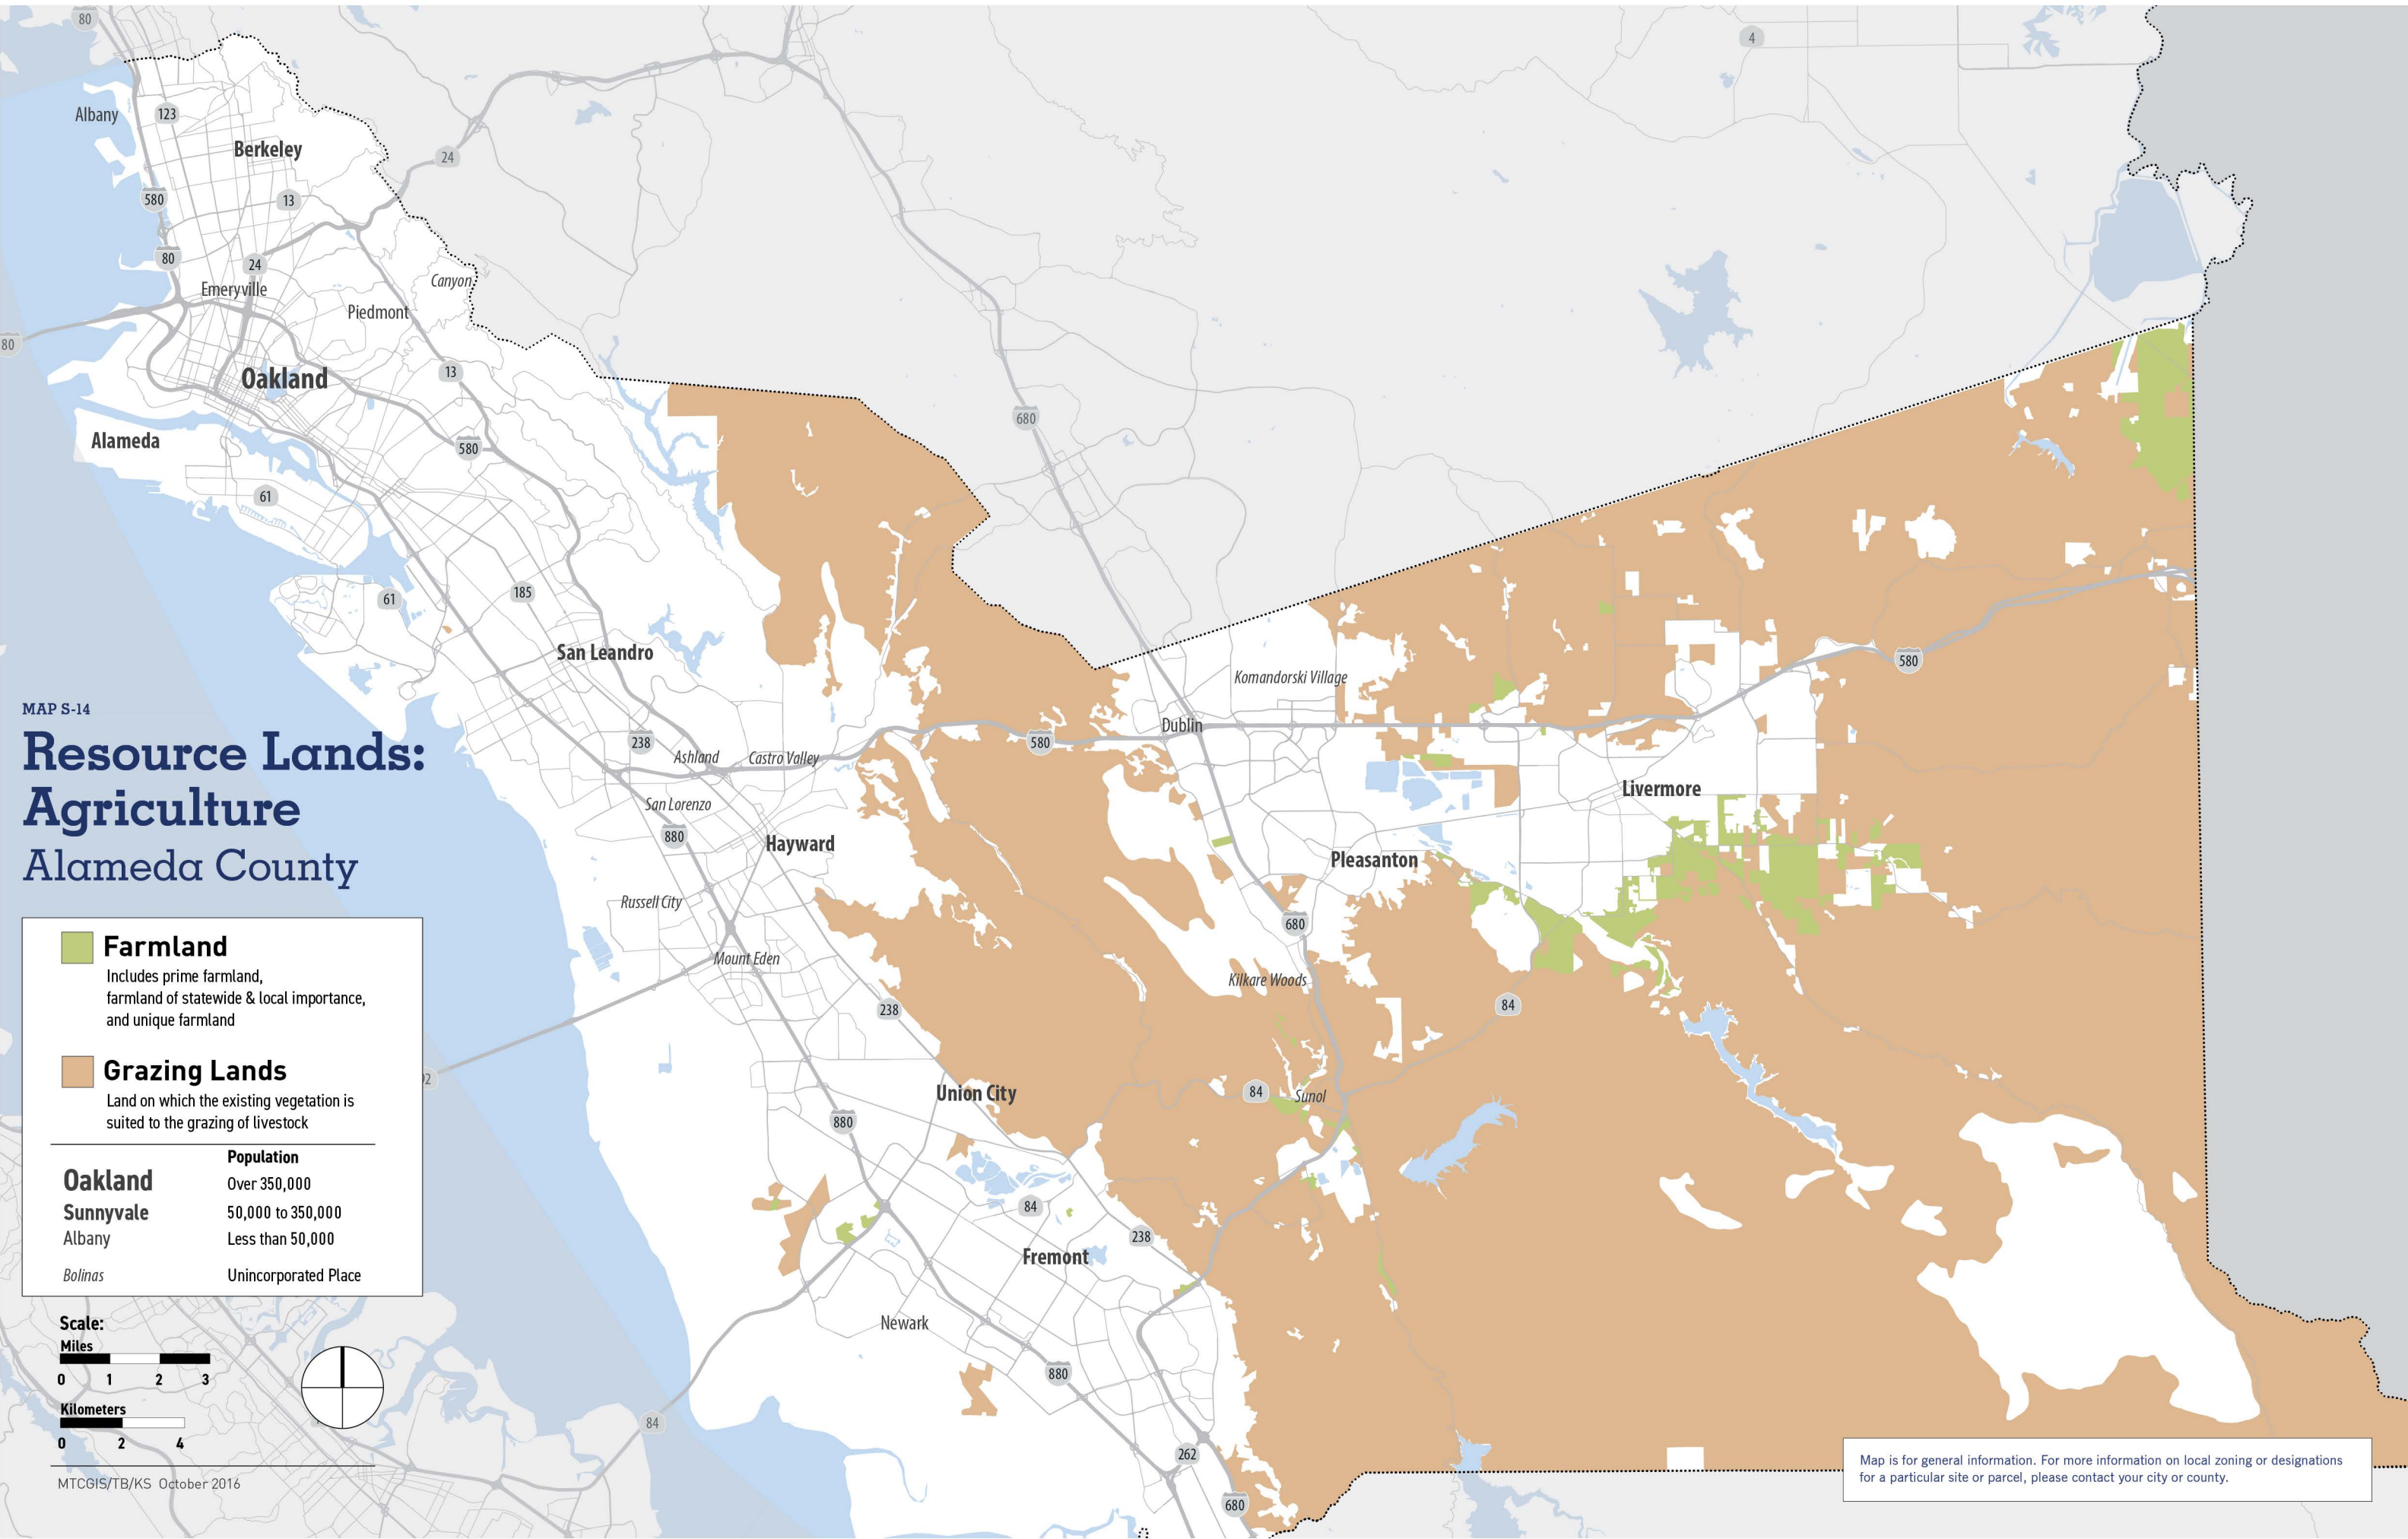 80
4
Albany
123
Berkeley
24
580
13
80
24
Canyon
Emeryville
Piedmont
80
13
Oakland
680
Alameda
580
61
185
61
San Leandro
580
Komandorski Village
MAP S-14
Resource Lands:
Agriculture
Alameda County
Dublin
238
580
Ashland
Castro Valley
Livermore
San Lorenzo
880
Hayward
Pleasanton
Russell City
680
Mount Eden
Kilkare Woods
238
84
Farmland
Includes prime farmland,
farmland of statewide & local importance,
and unique farmland
Grazing Lands
Land on which the existing vegetation is
suited to the grazing of livestock
Population
Oakland
Over 350,000
Sunnyvale
50,000 to 350,000
Albany
Less than 50,000
Bolinas
Unincorporated Place
92
Union City
84
Sunol
880
84
238
Fremont
Newark
880
84
262
680
Scale:
Miles
0 1 2 3
Kilometers
0 2 4
MTCGIS/TB/KS October 2016
Map is for general information. For more information on local zoning or designations
for a particular site or parcel, please contact your city or county.